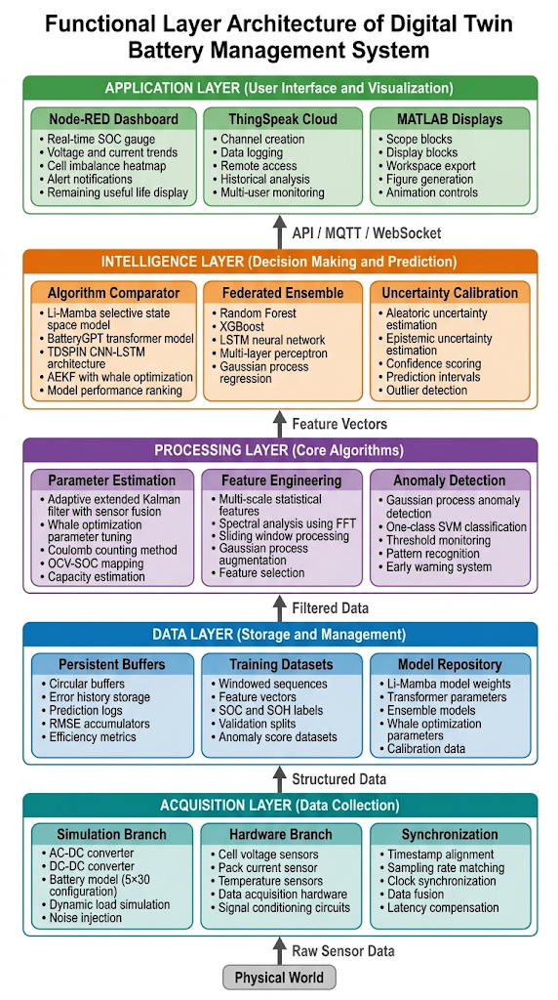 Functional Layer Architecture of Digital Twin
Battery Management System
APPLICATION LAYER (User Interface and Visualization)
Node-RED Dashboard
• Real-time SOC gauge
• Voltage and current trends
• Cell imbalance heatmap
• Alert notifications
• Remaining useful life display
ThingSpeak Cloud
• Channel creation
• Data logging
• Remote access
• Historical analysis
• Multi-user monitoring
MATLAB Displays
• Scope blocks
• Display blocks
• Workspace export
• Figure generation
• Animation controls
API / MQTT / WebSocket
INTELLIGENCE LAYER (Decision Making and Prediction)
Algorithm Comparator
• Li-Mamba selective state
space model
• BatteryGPT transformer model
• TDSPIN CNN-LSTM
architecture
• AEKF with whale optimization
• Model performance ranking
Federated Ensemble
• Random Forest
• XGBoost
• LSTM neural network
• Multi-layer perceptron
• Gaussian process
regression
Uncertainty Calibration
• Aleatoric uncertainty
estimation
• Epistemic uncertainty
estimation
• Confidence scoring
• Prediction intervals
• Outlier detection
Feature Vectors
PROCESSING LAYER (Core Algorithms)
Parameter Estimation
• Adaptive extended Kalman
filter with sensor fusion
• Whale optimization
parameter tuning
• Coulomb counting method
• OCV-SOC mapping
• Capacity estimation
Feature Engineering
• Multi-scale statistical
features
• Spectral analysis using FFT
• Sliding window processing
• Gaussian process
augmentation
• Feature selection
Anomaly Detection
• Gaussian process anomaly
detection
• One-class SVM classification
• Threshold monitoring
• Pattern recognition
• Early warning system
Filtered Data
DATA LAYER (Storage and Management)
Persistent Buffers
• Circular buffers
• Error history storage
• Prediction logs
• RMSE accumulators
• Efficiency metrics
Training Datasets
• Windowed sequences
• Feature vectors
• SOC and SOH labels
• Validation splits
• Anomaly score datasets
Model Repository
• Li-Mamba model weights
• Transformer parameters
• Ensemble models
• Whale optimization
parameters
• Calibration data
Structured Data
ACQUISITION LAYER (Data Collection)
Simulation Branch
• AC-DC converter
• DC-DC converter
• Battery model (5×30
configuration)
• Dynamic load simulation
• Noise injection
Hardware Branch
• Cell voltage sensors
• Pack current sensor
• Temperature sensors
• Data acquisition hardware
• Signal conditioning circuits
Synchronization
• Timestamp alignment
• Sampling rate matching
• Clock synchronization
• Data fusion
• Latency compensation
Raw Sensor Data
Physical World